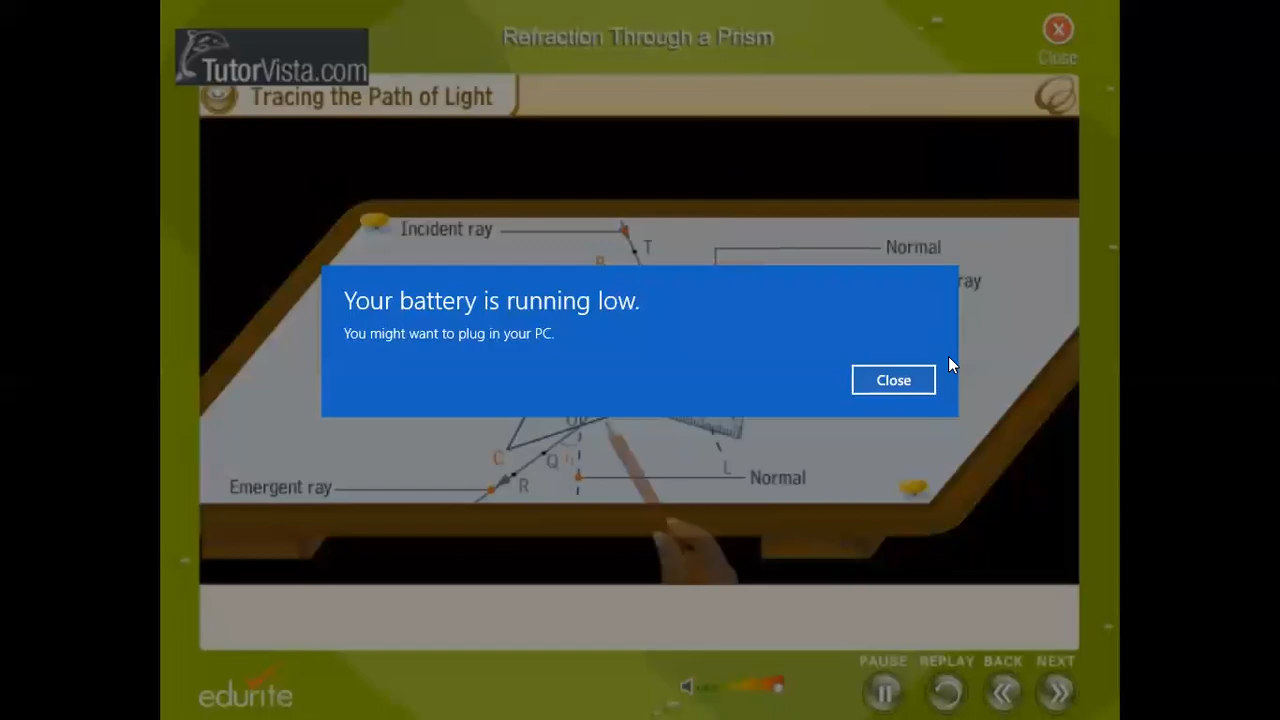 Refraction Through a Prism
Close
TutorVista.com
Tracing the Path of Light
Incident ray
T
Normal
ray
Your battery is running low.
You might want to plug in your PC.
Close
C
Q
R
L
Normal
Emergent ray
PAUSE REPLAY BACK NEXT
edurite